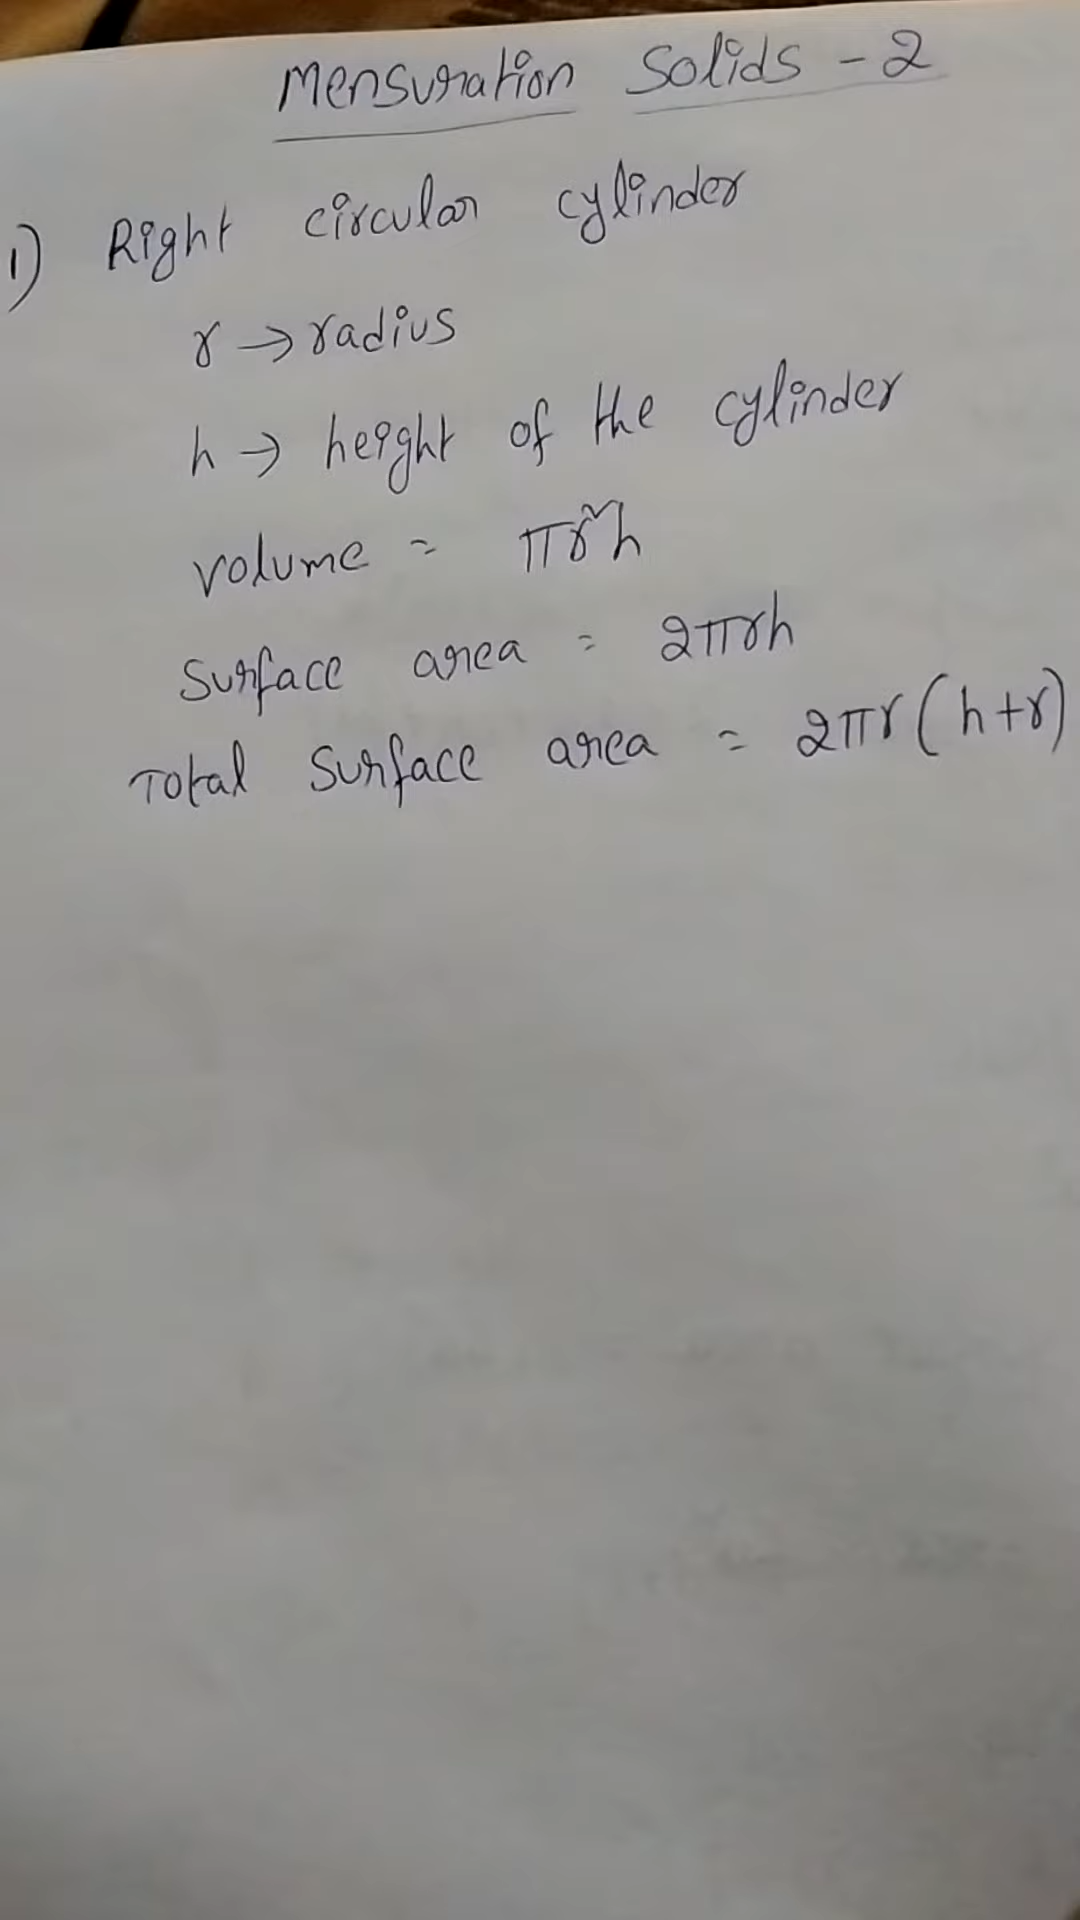 Mensuration Solids - 2
1) Right circular cylinder
r → radius
h → height of the cylinder
volume = πr²h
Surface area = 2πrh
Total Surface area = 2πr (h+r)